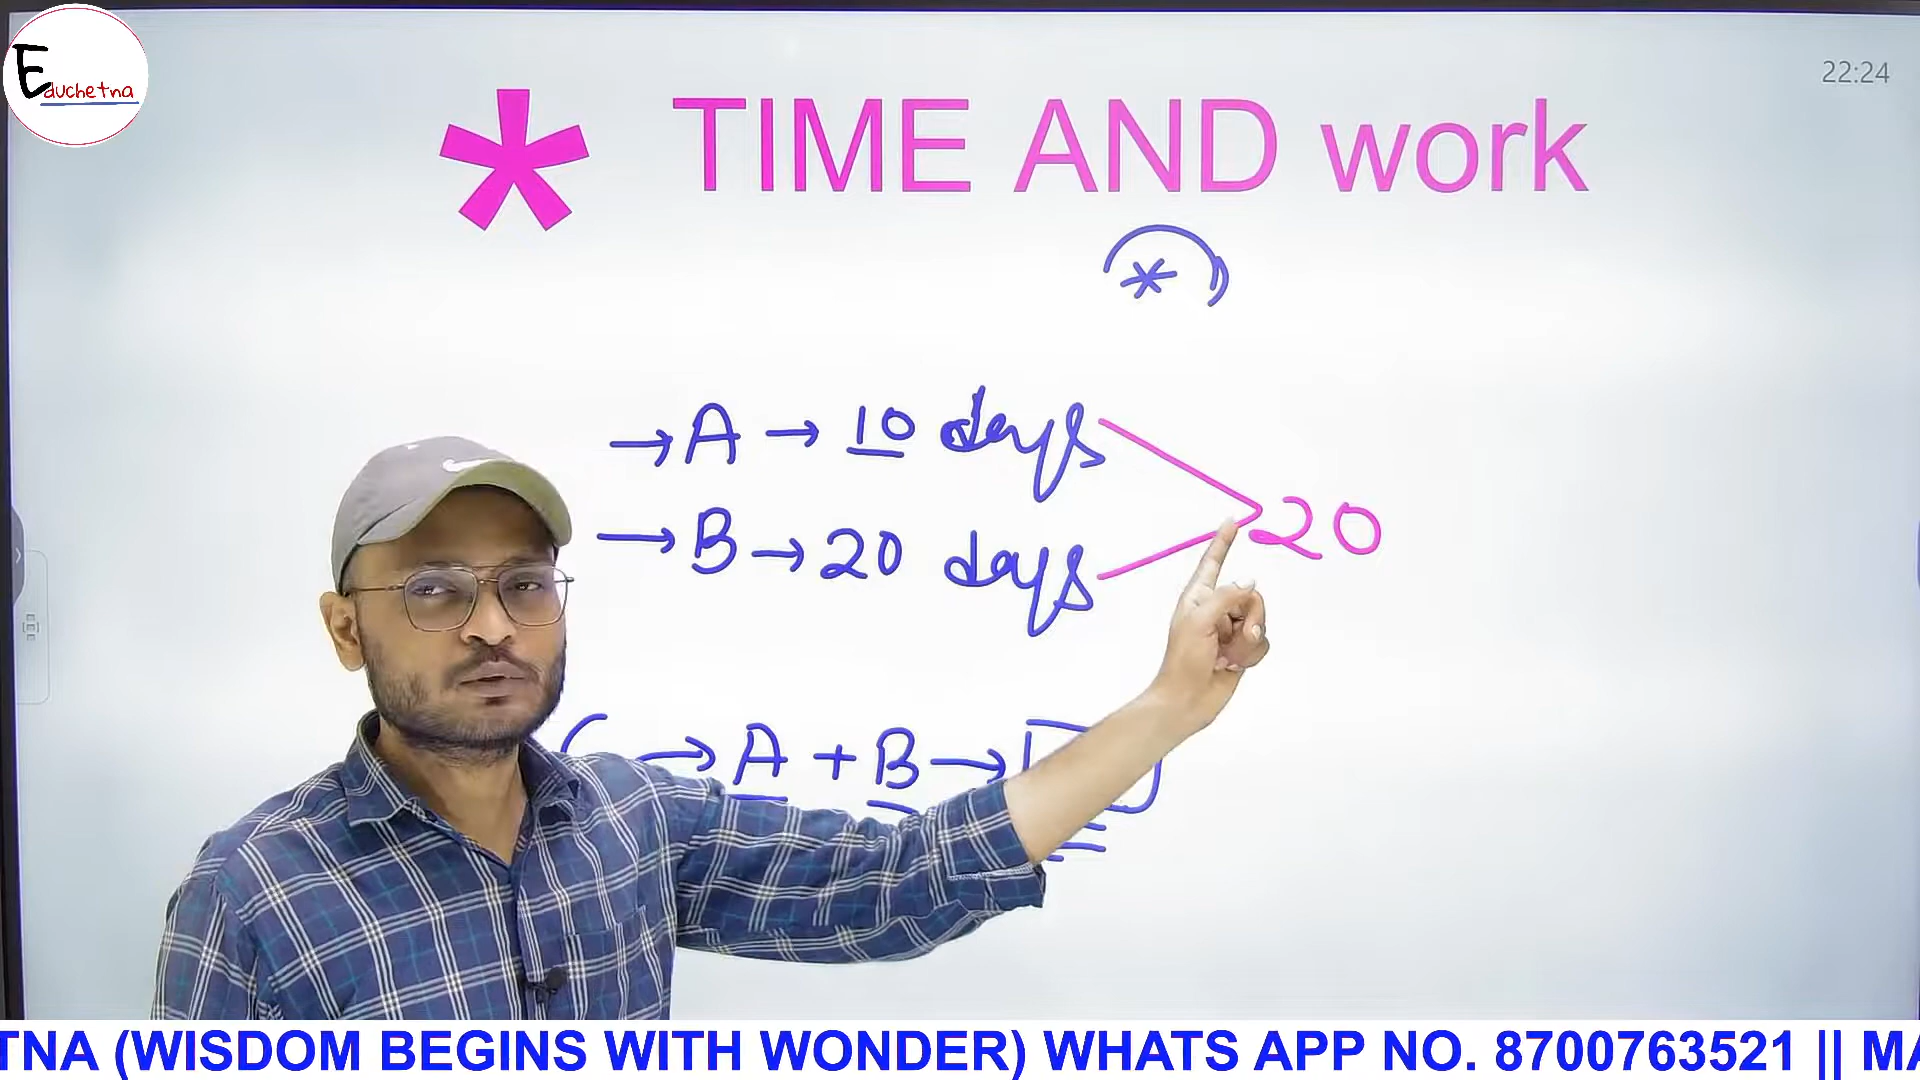 Educhetna
22:24
* TIME AND work
*
→ A → 10 days
20
→ B → 20 days
→ A + B →
TNA (WISDOM BEGINS WITH WONDER) WHATS APP NO. 8700763521 || MA